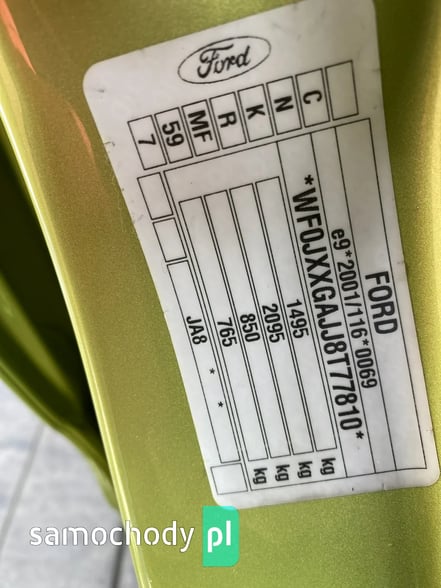 Ford
FORD
e9*2001/116*0069
*WF0JXXGAJJ8T77810*
1495 kg
2095 kg
850 kg
765 kg
JA8 * *
C
N
K
R
MF
59
7
samochody pl